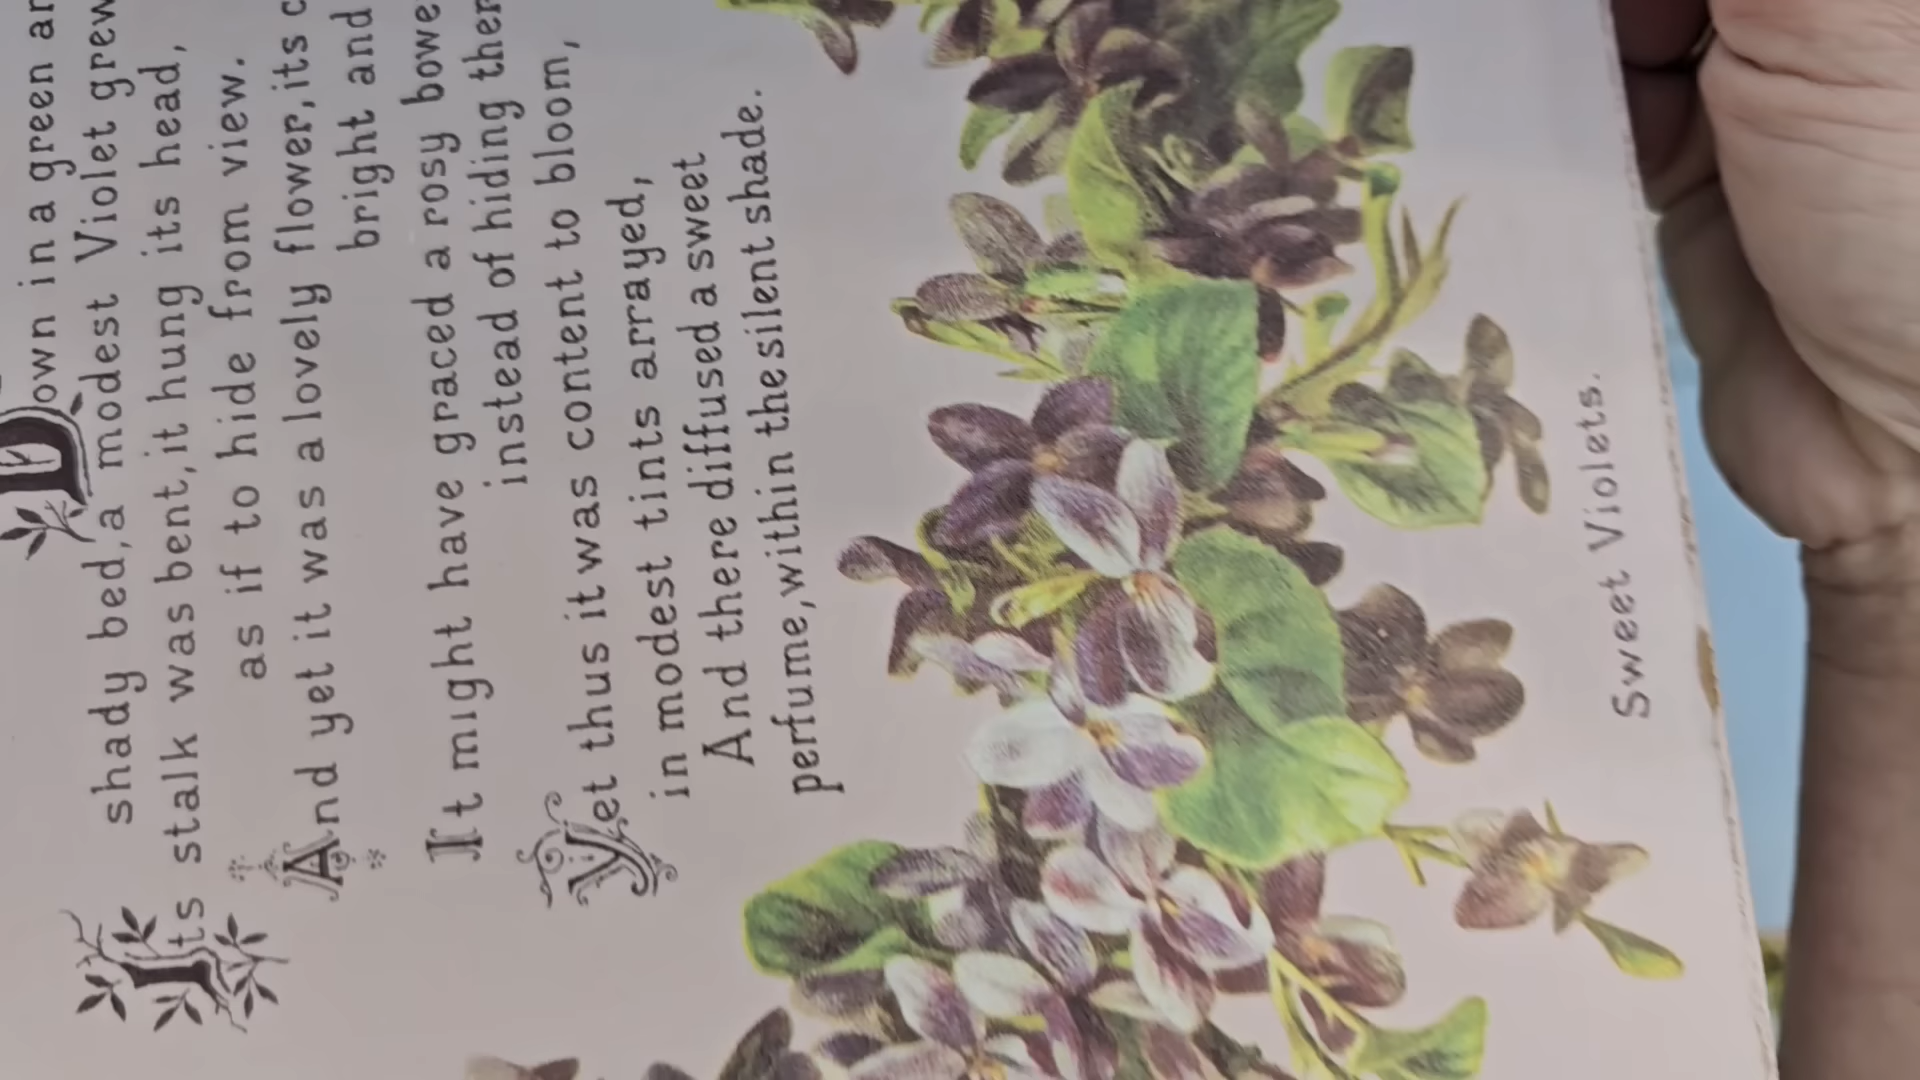 Down in a green
shady bed, a modest Violet grew
Its stalk was bent, it hung its head,
as if to hide from view.
And yet it was a lovely flower, its
bright and
It might have graced a rosy
instead of hiding
Yet thus it was content to bloom,
in modest tints arrayed,
And there diffused a sweet
perfume, within the silent shade.
Sweet Violets.